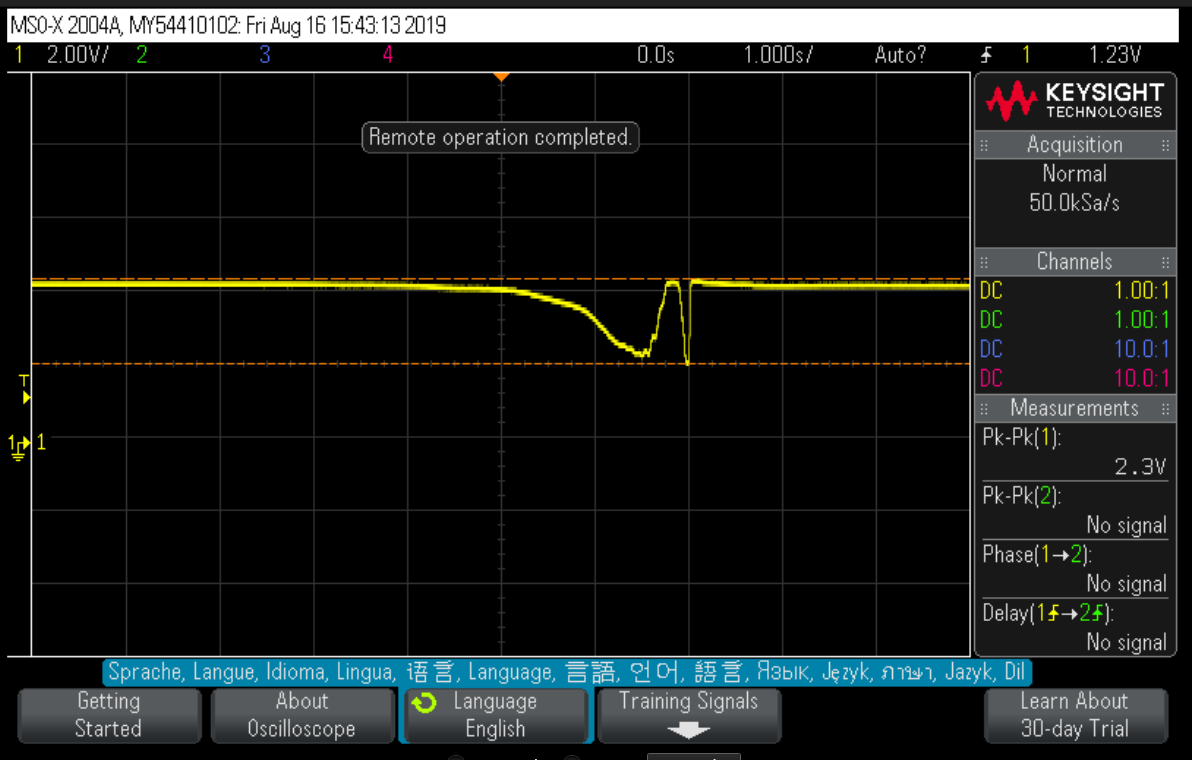 MSO-X 2004A, MY54410102: Fri Aug 16 15:43:13 2019
1 2.00V/ 2 3 4 0.0s 1.000s/ Auto? 1 1.23V
KEYSIGHT
TECHNOLOGIES
Remote operation completed.
Acquisition
Normal
50.0kSa/s
Channels
DC 1.00:1
DC 1.00:1
DC 10.0:1
DC 10.0:1
T
1 1
Measurements
Pk-Pk(1):
2.3V
Pk-Pk(2):
No signal
Phase(1→2):
No signal
Delay(1→2):
No signal
Sprache, Langue, Idioma, Lingua, 语言, Language, 言語, 언어, 語言, Язык, Język, ภาษา, Jazyk, Dil
Getting
Started
About
Oscilloscope
Language
English
Training Signals
Learn About
30-day Trial